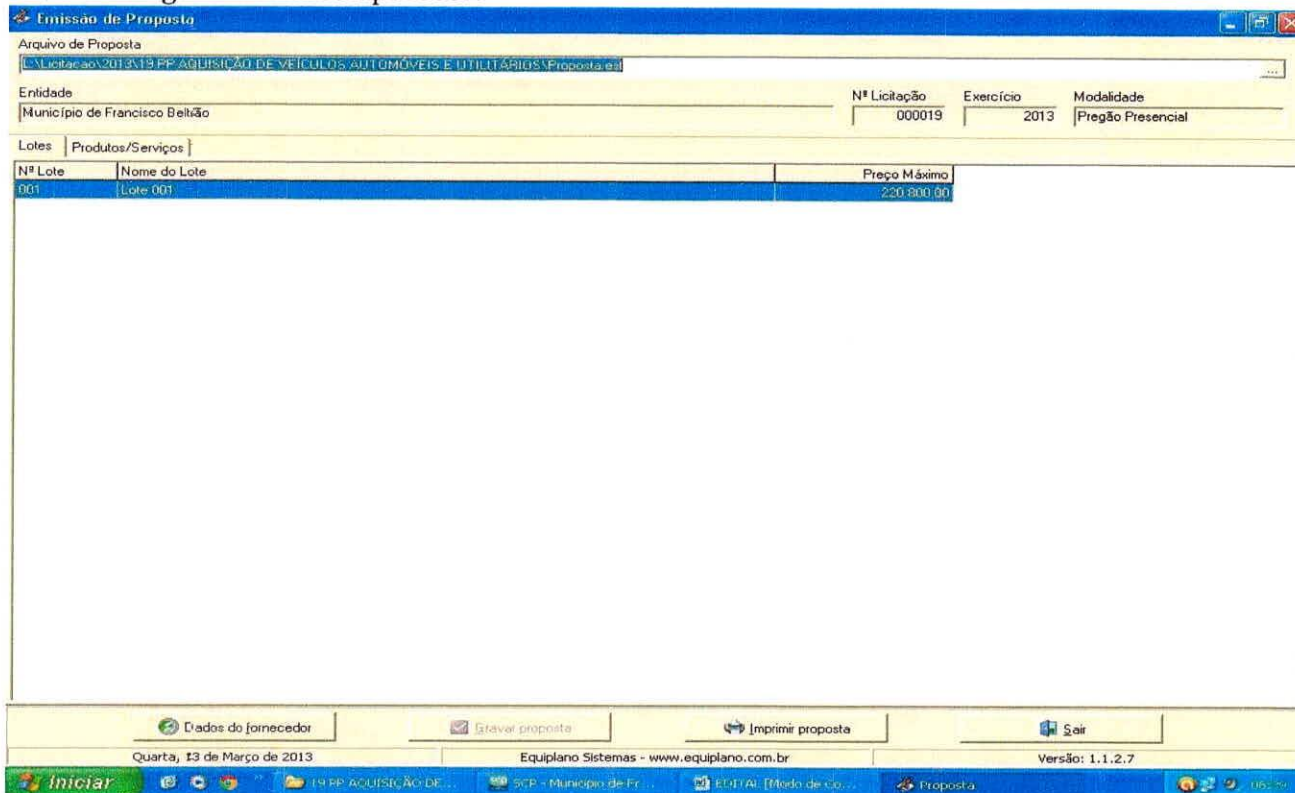 Emissão de Proposta
Arquivo de Proposta
L:\Licitacao\2013\19 PP AQUISIÇÃO DE VEÍCULOS AUTOMÓVEIS E UTILITÁRIOS\Proposta.esl
...
Entidade
Nº Licitação Exercício Modalidade
Município de Francisco Beltrão 000019 2013 Pregão Presencial
Lotes Produtos/Serviços
Nº Lote Nome do Lote Preço Máximo
001 Lote 001 220.800,00
Dados do fornecedor Gravar proposta Imprimir proposta Sair
Quarta, 13 de Março de 2013 Equiplano Sistemas - www.equiplano.com.br Versão: 1.1.2.7
Iniciar 19 PP AQUISIÇÃO DE... SCP - Município de Fr... EDITAL [Modo de Co... Proposta